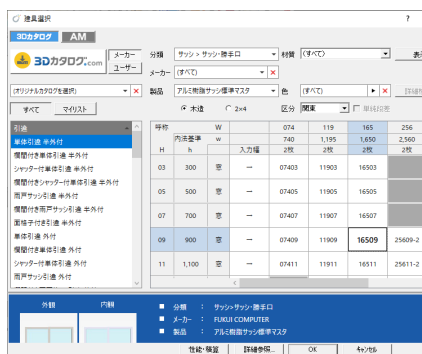 建具選択 ?
3Dカタログ AM
3Dカタログ.com メーカー
ユーザー
分類 サッシ > サッシ・勝手口 材質 (すべて) 表示
メーカー (すべて)
(オリジナルカタログを選択) 製品 アルミ樹脂サッシ標準マスタ 色 (すべて) 詳細
すべて マイリスト 木造 2×4 区分 関東 単純段差
引違
単体引違 半外付
欄間付き単体引違 半外付
シャッター付単体引違 半外付
欄間付きシャッター付単体引違 半外付
雨戸サッシ引違 半外付
欄間付き雨戸サッシ引違 半外付
面格子付き引違 半外付
単体引違 外付
欄間付き単体引違 外付
シャッター付単体引違 外付
雨戸サッシ引違 外付
呼称 W 074 119 165 256
内法基準 w 740 1,195 1,650 2,560
H h 入力幅 2枚 2枚 2枚 2枚
03 300 窓 — 07403 11903 16503
05 500 窓 — 07405 11905 16505
07 700 窓 — 07407 11907 16507
09 900 窓 — 07409 11909 16509 25609-2
11 1,100 窓 — 07411 11911 16511 25611-2
外観 内観
■ 分類 : サッシ>サッシ・勝手口
■ メーカー : FUKUI COMPUTER
■ 製品 : アルミ樹脂サッシ標準マスタ
性能・積算 詳細参照... OK キャンセル